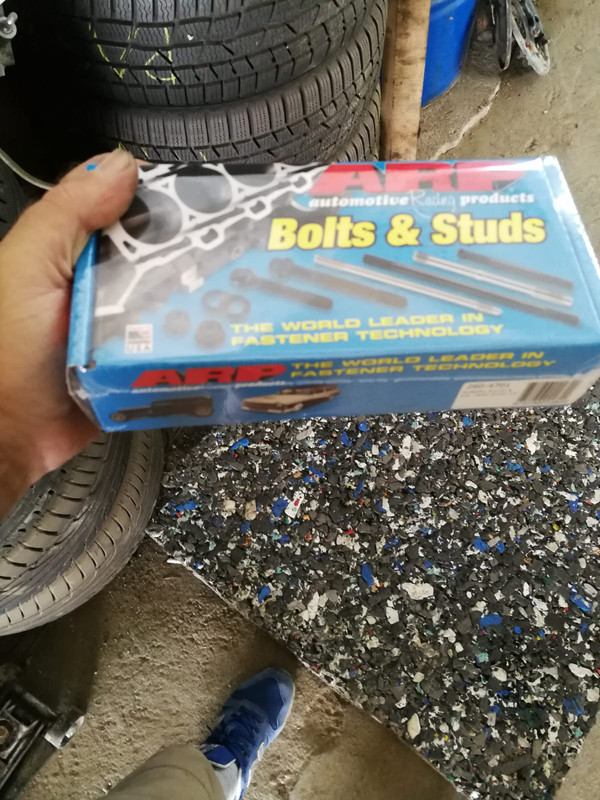 ARP
automotive Racing products
Bolts & Studs
THE WORLD LEADER IN
FASTENER TECHNOLOGY
ARP
THE WORLD LEADER IN
FASTENER TECHNOLOGY
U.S.A.